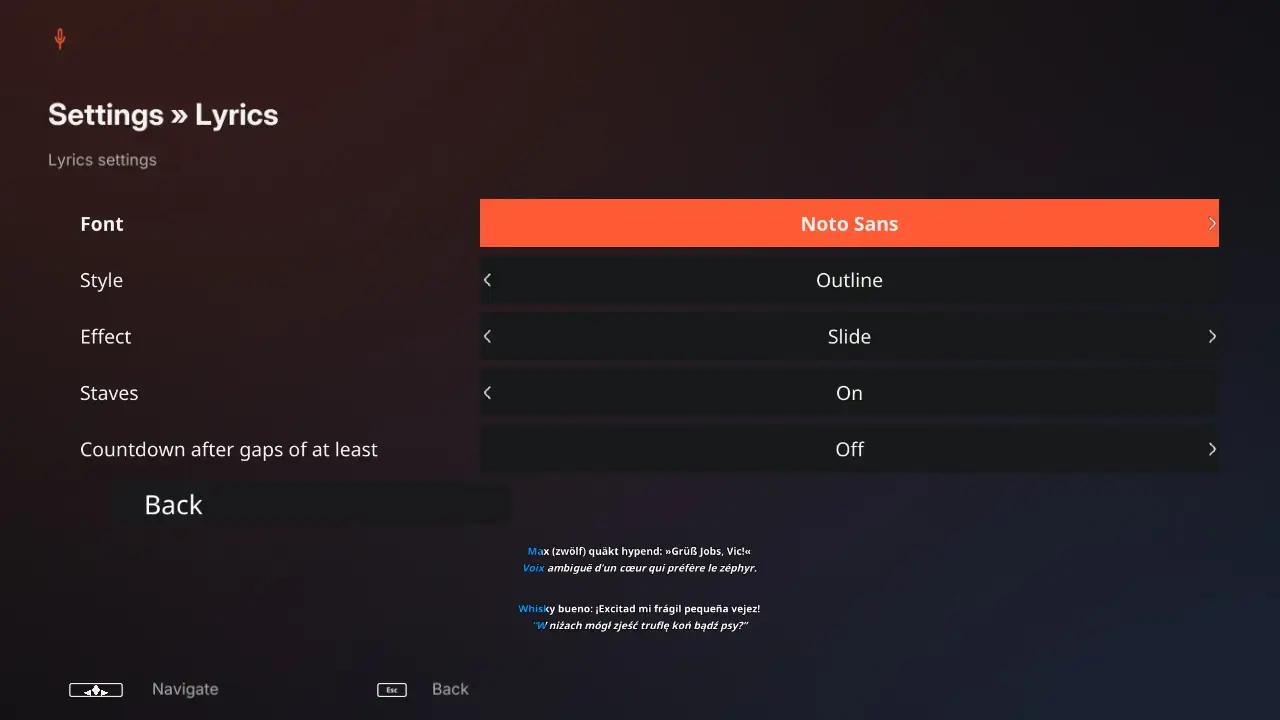 Settings » Lyrics
Lyrics settings
Font Noto Sans
Style Outline
Effect Slide
Staves On
Countdown after gaps of at least Off
Back
Max (zwölf) quäkt hypend: »Grüß Jobs, Vic!«
Voix ambiguë d'un cœur qui préfère le zéphyr.
Whisky bueno: ¡Excitad mi frágil pequeña vejez!
"W niżach mógł zjeść truflę koń bądź psy?"
Navigate Esc Back